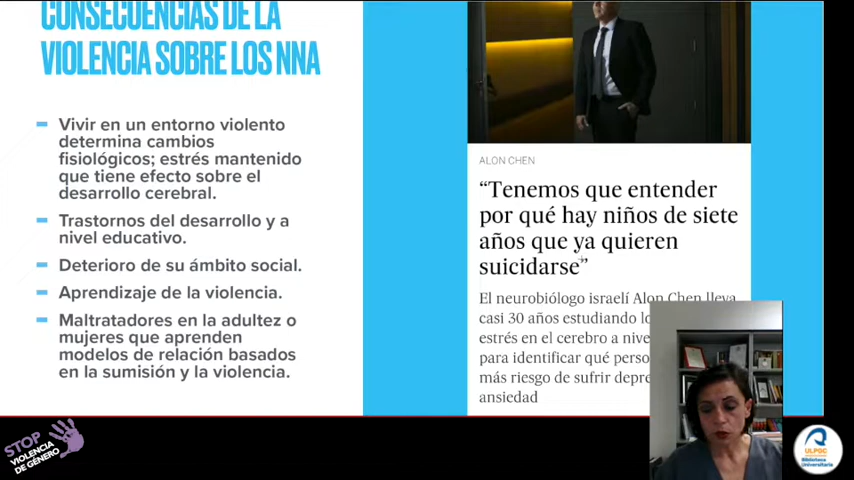 CONSECUENCIAS DE LA
VIOLENCIA SOBRE LOS NNA
Vivir en un entorno violento
determina cambios
fisiológicos; estrés mantenido
que tiene efecto sobre el
desarrollo cerebral.
Trastornos del desarrollo y a
nivel educativo.
Deterioro de su ámbito social.
Aprendizaje de la violencia.
Maltratadores en la adultez o
mujeres que aprenden
modelos de relación basados
en la sumisión y la violencia.
ALON CHEN
“Tenemos que entender
por qué hay niños de siete
años que ya quieren
suicidarse”
El neurobiólogo israelí Alon Chen lleva
casi 30 años estudiando
estrés en el cerebro a
para identificar qué
más riesgo de sufrir
ansiedad
STOP
VIOLENCIA
DE GÉNERO
ULPGC
Biblioteca
Universitaria